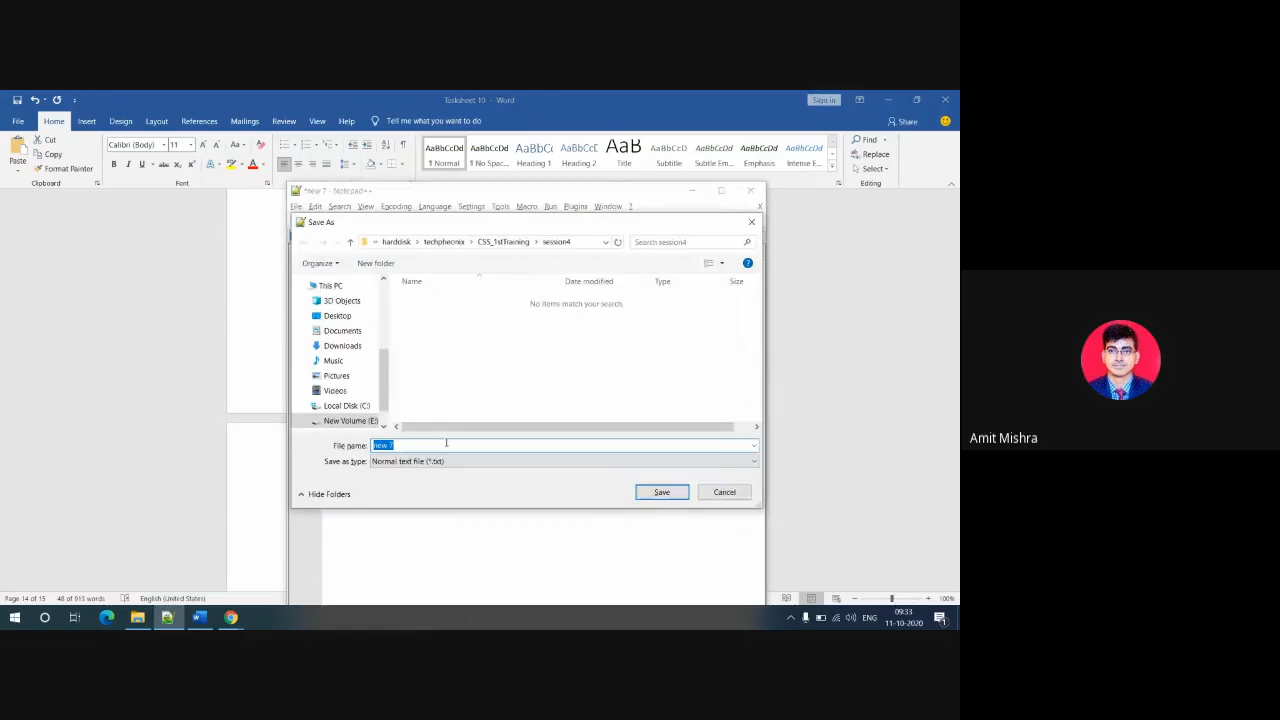 Tasksheet 10 - Word
Sign in
File Home Insert Design Layout References Mailings Review View Help Tell me what you want to do Share
Paste
Cut
Copy
Format Painter
Clipboard
Calibri (Body) 11
Font
AaBbCcDd AaBbCcDd AaBbCc AaBbCcD AaB AaBbCcD AaBbCcDd AaBbCcDd AaBbCcDd
¶ Normal ¶ No Spac... Heading 1 Heading 2 Title Subtitle Subtle Em... Emphasis Intense E...
Find
Replace
Select
Editing
*new 7 - Notepad++
File Edit Search View Encoding Language Settings Tools Macro Run Plugins Window ? X
Save As
harddisk techpheonix CSS_1stTraining session4
Search session4
Organize New folder
Name Date modified Type Size
No items match your search.
This PC
3D Objects
Desktop
Documents
Downloads
Music
Pictures
Videos
Local Disk (C:)
New Volume (E:)
File name: new 7
Save as type: Normal text file (*.txt)
Hide Folders
Save Cancel
Page 14 of 15 48 of 913 words English (United States) 100%
ENG
09:33
11-10-2020
Amit Mishra